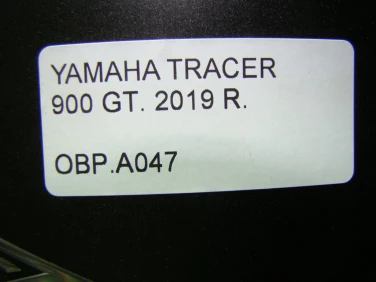 YAMAHA TRACER
900 GT. 2019 R.
OBP.A047